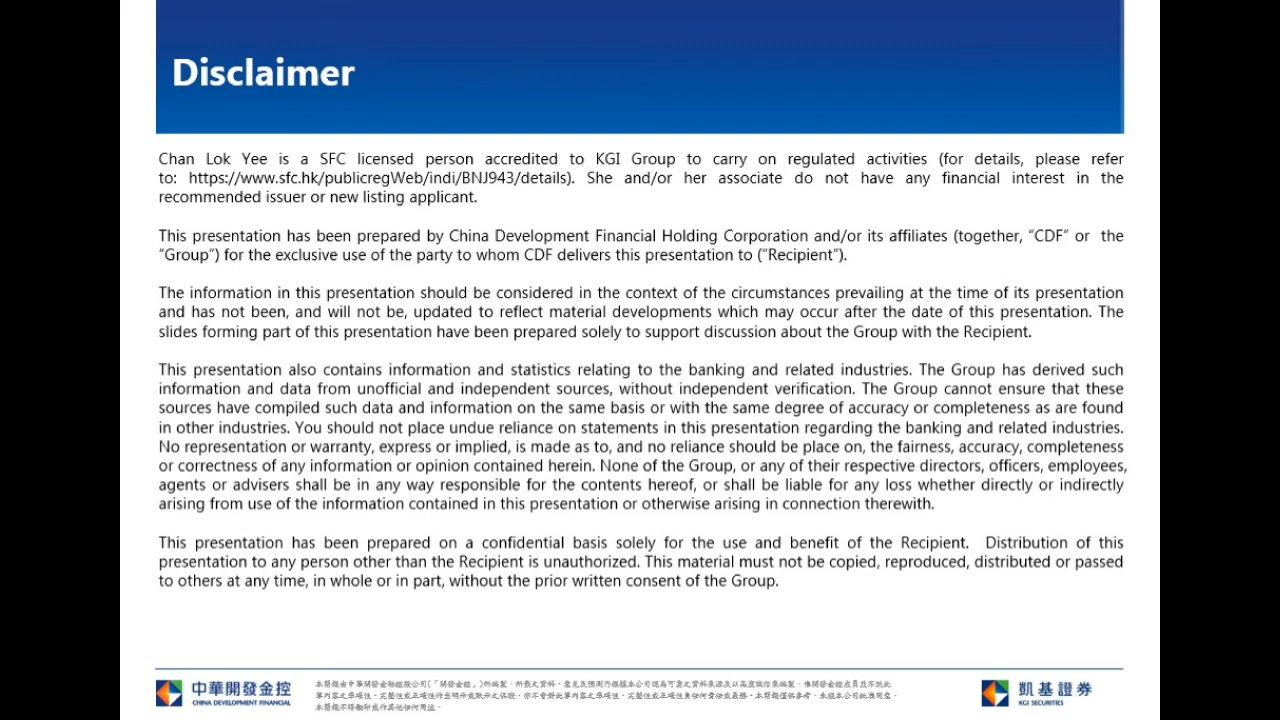 Disclaimer
Chan Lok Yee is a SFC licensed person accredited to KGI Group to carry on regulated activities (for details, please refer
to: https://www.sfc.hk/publicregWeb/indi/BNJ943/details). She and/or her associate do not have any financial interest in the
recommended issuer or new listing applicant.
This presentation has been prepared by China Development Financial Holding Corporation and/or its affiliates (together, “CDF” or the
“Group”) for the exclusive use of the party to whom CDF delivers this presentation to (“Recipient”).
The information in this presentation should be considered in the context of the circumstances prevailing at the time of its presentation
and has not been, and will not be, updated to reflect material developments which may occur after the date of this presentation. The
slides forming part of this presentation have been prepared solely to support discussion about the Group with the Recipient.
This presentation also contains information and statistics relating to the banking and related industries. The Group has derived such
information and data from unofficial and independent sources, without independent verification. The Group cannot ensure that these
sources have compiled such data and information on the same basis or with the same degree of accuracy or completeness as are found
in other industries. You should not place undue reliance on statements in this presentation regarding the banking and related industries.
No representation or warranty, express or implied, is made as to, and no reliance should be place on, the fairness, accuracy, completeness
or correctness of any information or opinion contained herein. None of the Group, or any of their respective directors, officers, employees,
agents or advisers shall be in any way responsible for the contents hereof, or shall be liable for any loss whether directly or indirectly
arising from use of the information contained in this presentation or otherwise arising in connection therewith.
This presentation has been prepared on a confidential basis solely for the use and benefit of the Recipient. Distribution of this
presentation to any person other than the Recipient is unauthorized. This material must not be copied, reproduced, distributed or passed
to others at any time, in whole or in part, without the prior written consent of the Group.
中華開發金控
CHINA DEVELOPMENT FINANCIAL
凱基證券
KGI SECURITIES